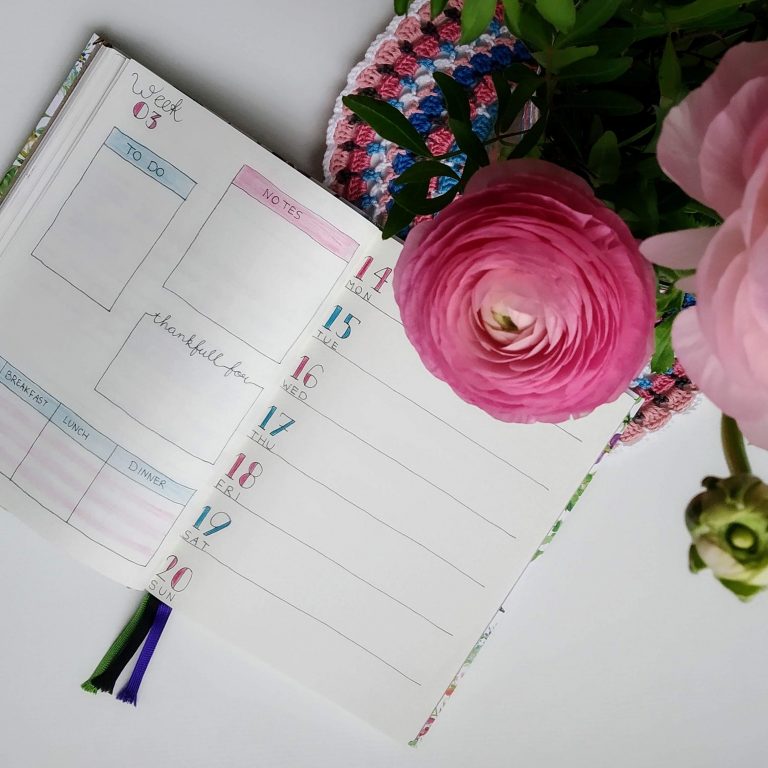 Week
03
TO DO
NOTES
thankfull for
BREAKFAST
LUNCH
DINNER
14
MON
15
TUE
16
WED
17
THU
18
FRI
19
SAT
20
SUN